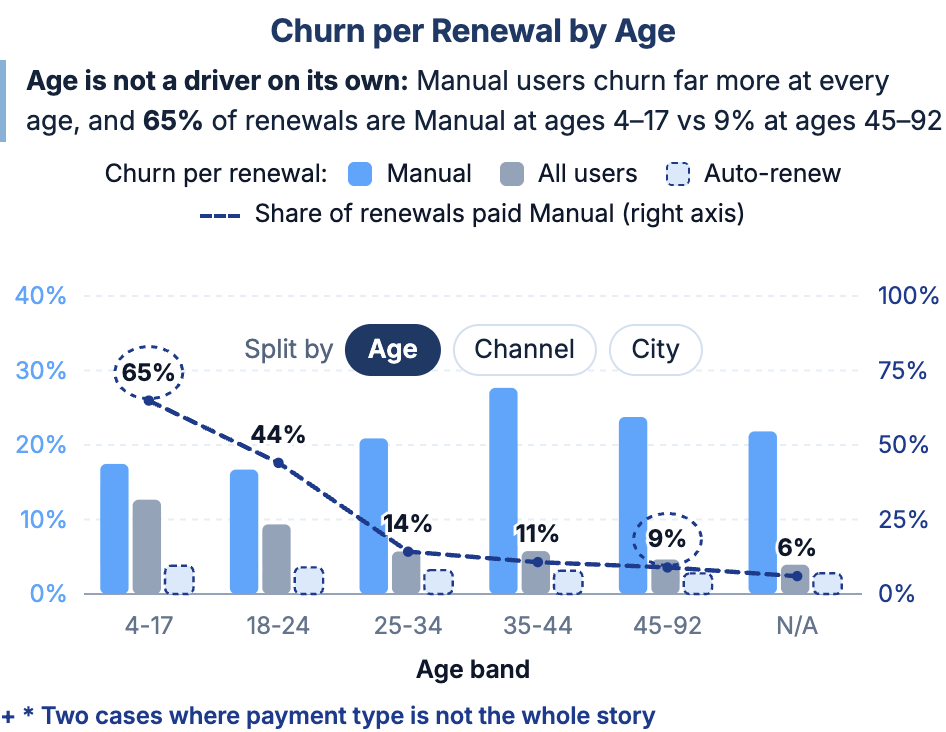 Churn per Renewal by Age
Age is not a driver on its own: Manual users churn far more at every
age, and 65% of renewals are Manual at ages 4–17 vs 9% at ages 45–92
Churn per renewal: Manual All users Auto-renew
Share of renewals paid Manual (right axis)
40% 100%
Split by Age Channel City
30% 65% 75%
44%
20% 50%
10% 14% 11% 9% 6% 25%
0% 0%
4-17 18-24 25-34 35-44 45-92 N/A
Age band
+ * Two cases where payment type is not the whole story